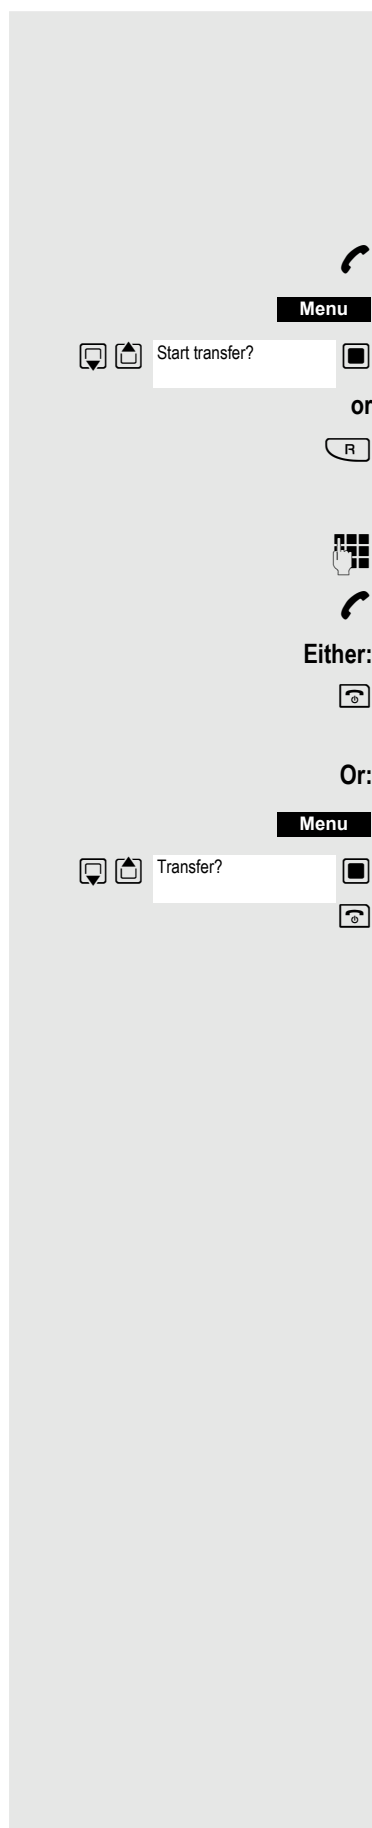 Menu
Start transfer?
or
R
Either:
Or:
Menu
Transfer?